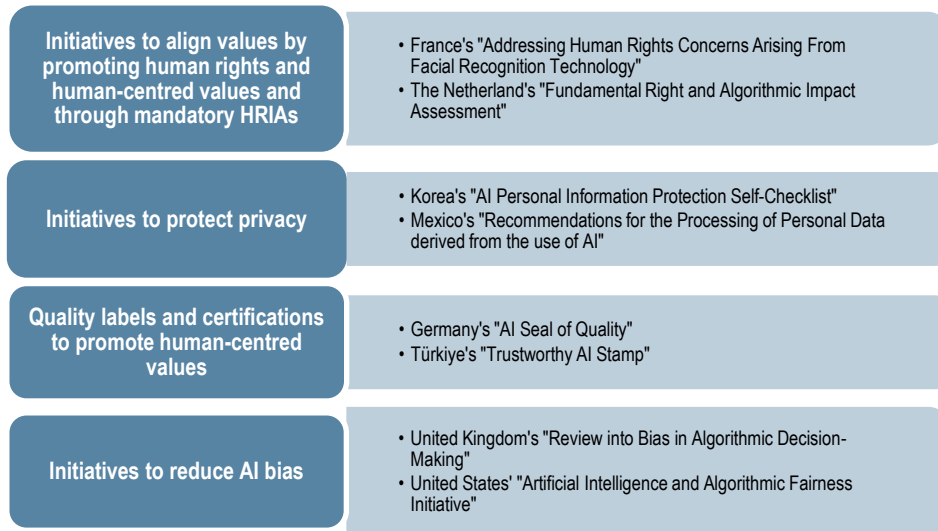 Initiatives to align values by
promoting human rights and
human-centred values and
through mandatory HRIAs
• France's "Addressing Human Rights Concerns Arising From
Facial Recognition Technology"
• The Netherland's "Fundamental Right and Algorithmic Impact
Assessment"
Initiatives to protect privacy
• Korea's "AI Personal Information Protection Self-Checklist"
• Mexico's "Recommendations for the Processing of Personal Data
derived from the use of AI"
Quality labels and certifications
to promote human-centred
values
• Germany's "AI Seal of Quality"
• Türkiye's "Trustworthy AI Stamp"
Initiatives to reduce AI bias
• United Kingdom's "Review into Bias in Algorithmic Decision-
Making"
• United States' "Artificial Intelligence and Algorithmic Fairness
Initiative"